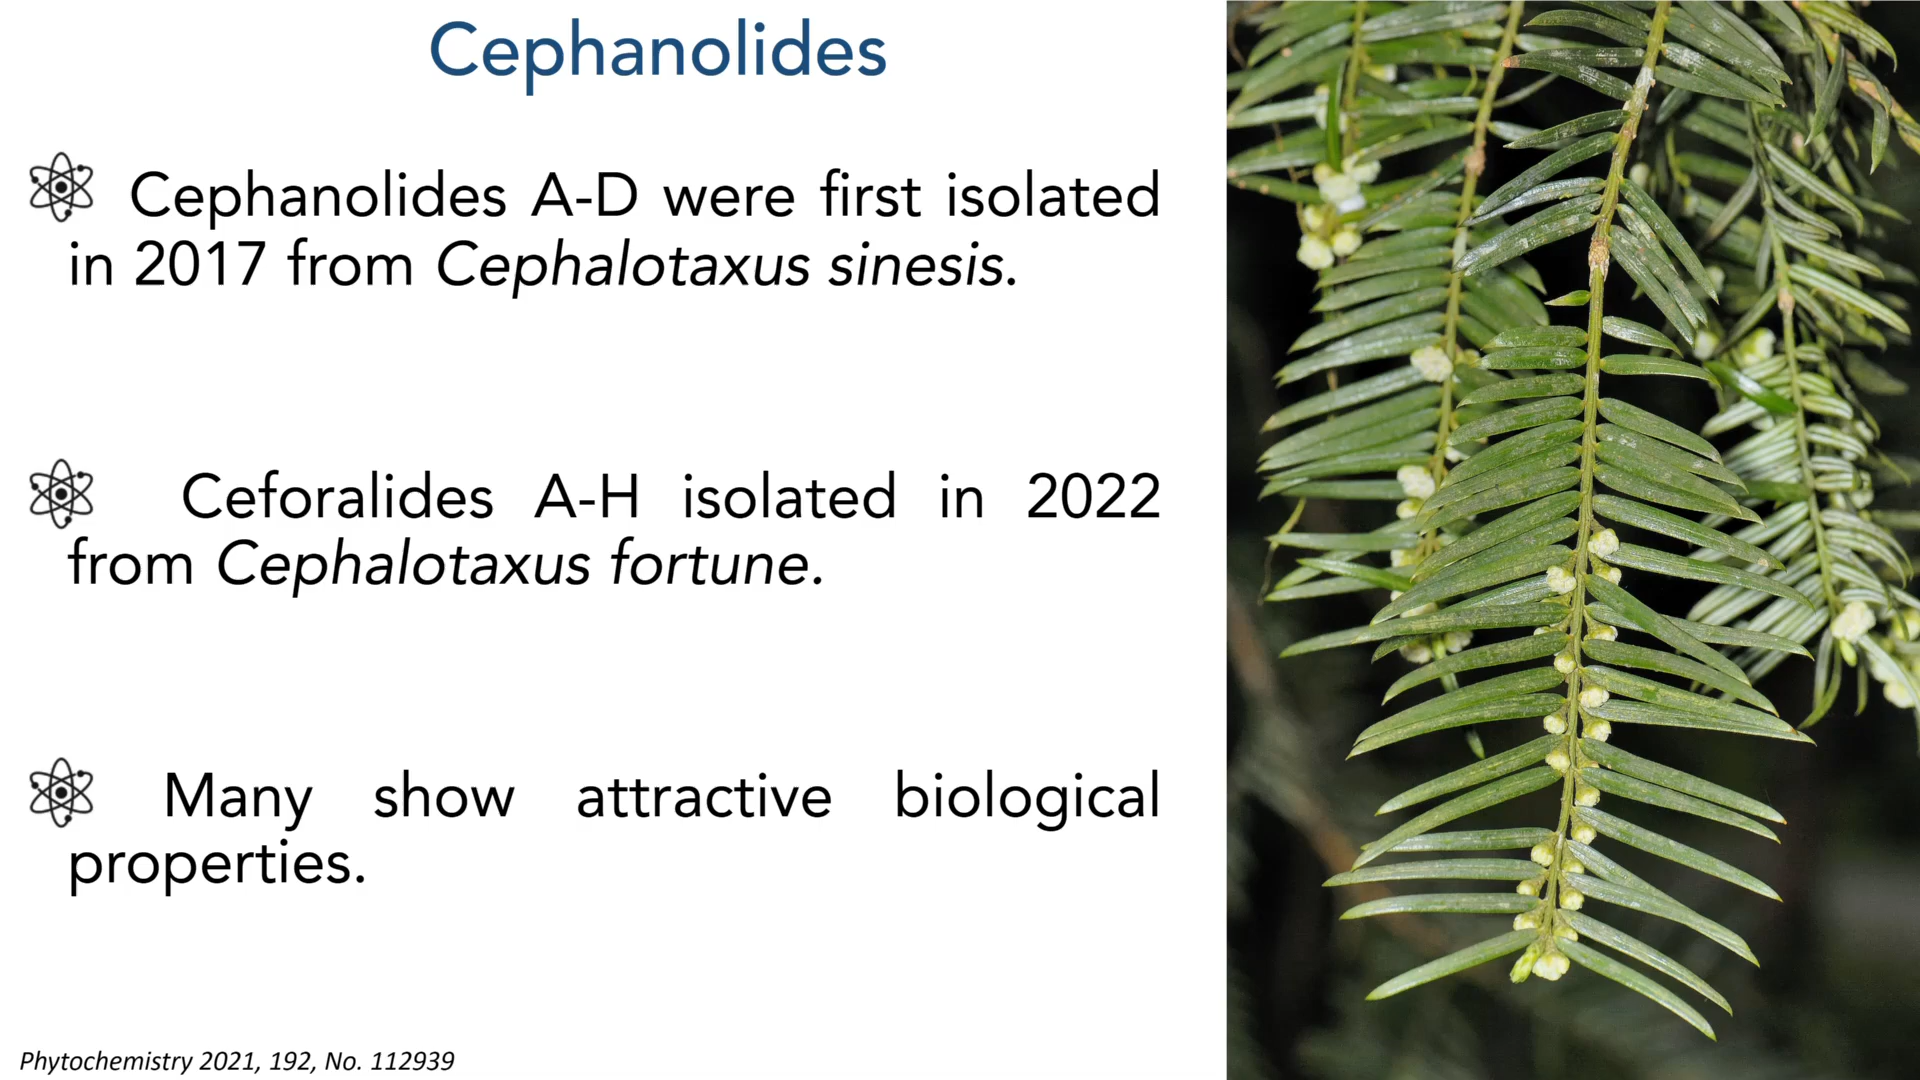 Cephanolides
Cephanolides A-D were first isolated
in 2017 from Cephalotaxus sinesis.
Ceforalides A-H isolated in 2022
from Cephalotaxus fortune.
Many show attractive biological
properties.
Phytochemistry 2021, 192, No. 112939